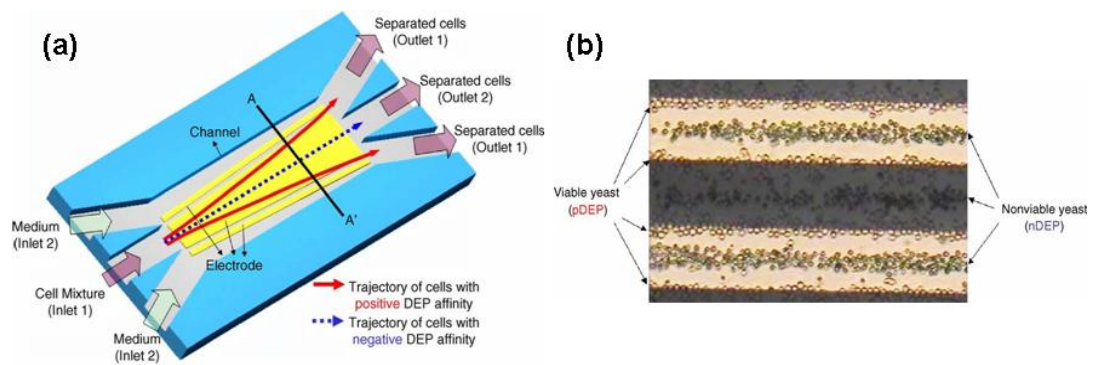 (a)
Separated cells
(Outlet 1)
Separated cells
(Outlet 2)
Separated cells
(Outlet 1)
A
Channel
A'
Medium
(Inlet 2)
Electrode
Cell Mixture
(Inlet 1)
Medium
(Inlet 2)
Trajectory of cells with
positive DEP affinity
Trajectory of cells with
negative DEP affinity
(b)
Viable yeast
(pDEP)
Nonviable yeast
(nDEP)